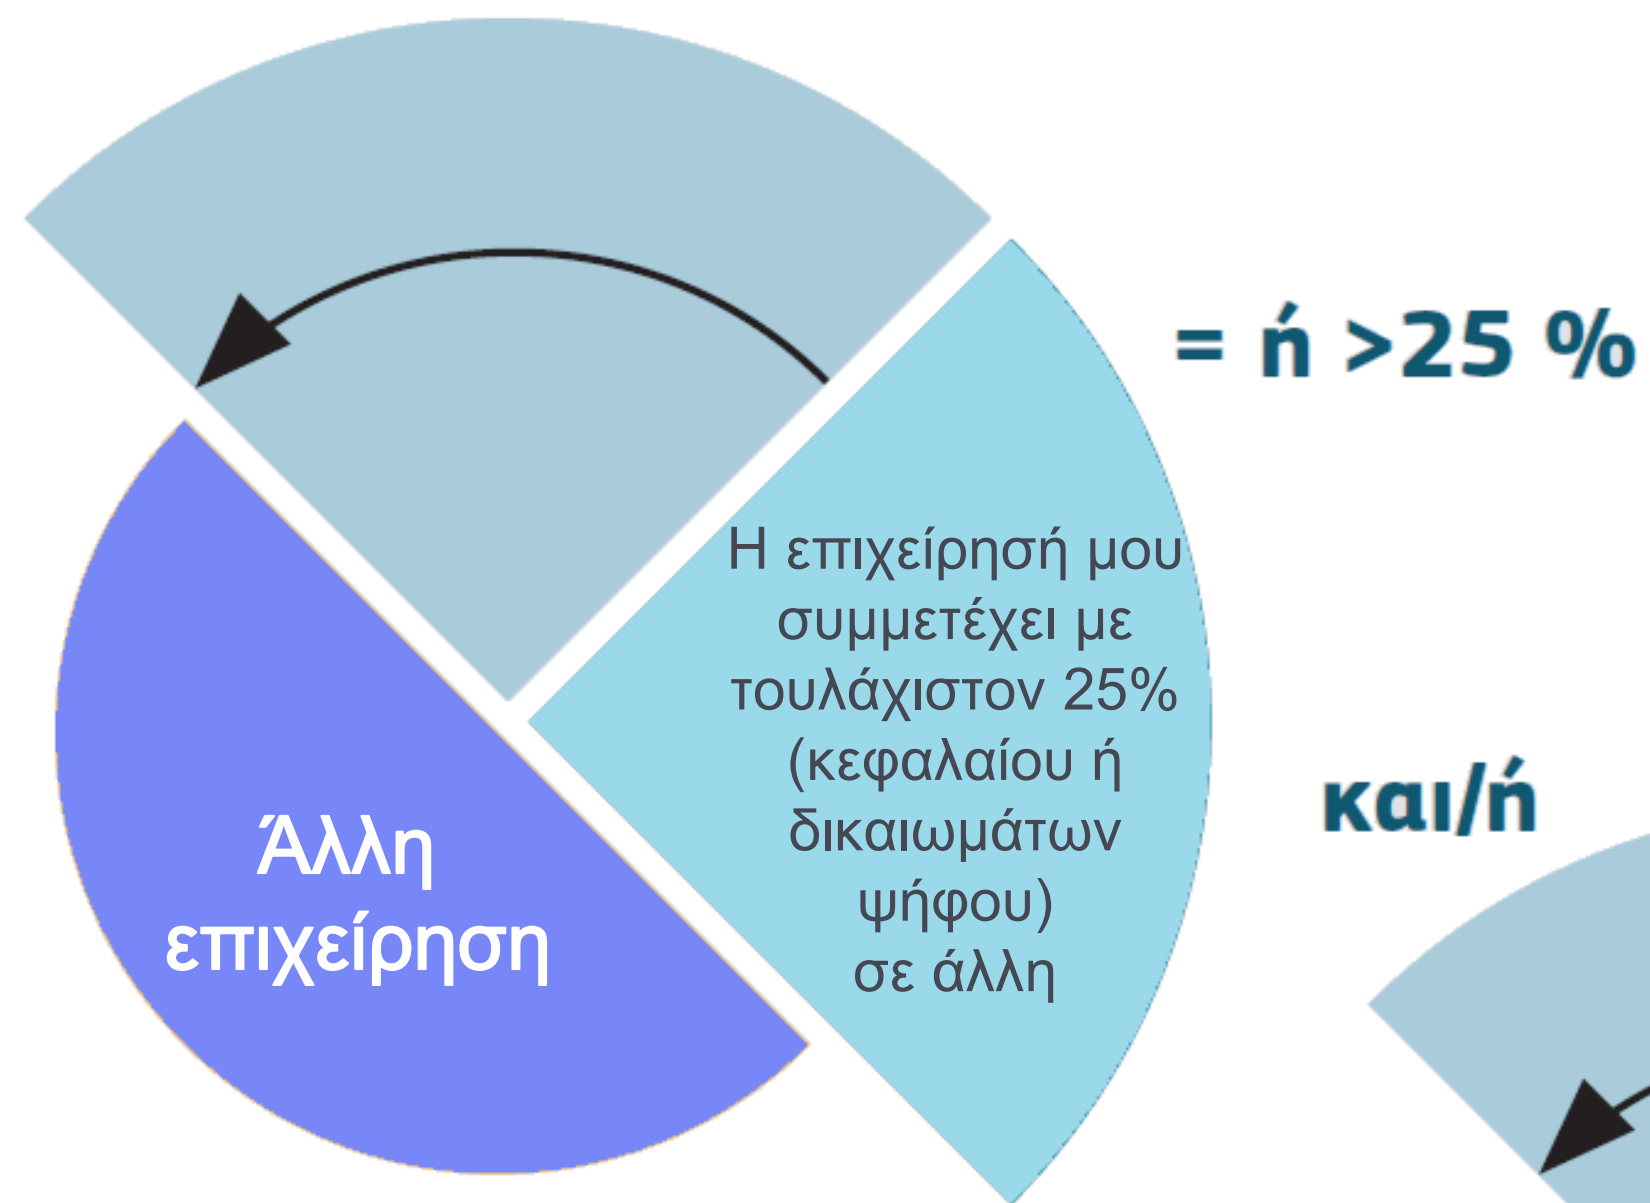 = ή >25 %
Η επιχείρησή μου
συμμετέχει με
τουλάχιστον 25%
(κεφαλαίου ή
δικαιωμάτων
ψήφου)
σε άλλη
Άλλη
επιχείρηση
και/ή